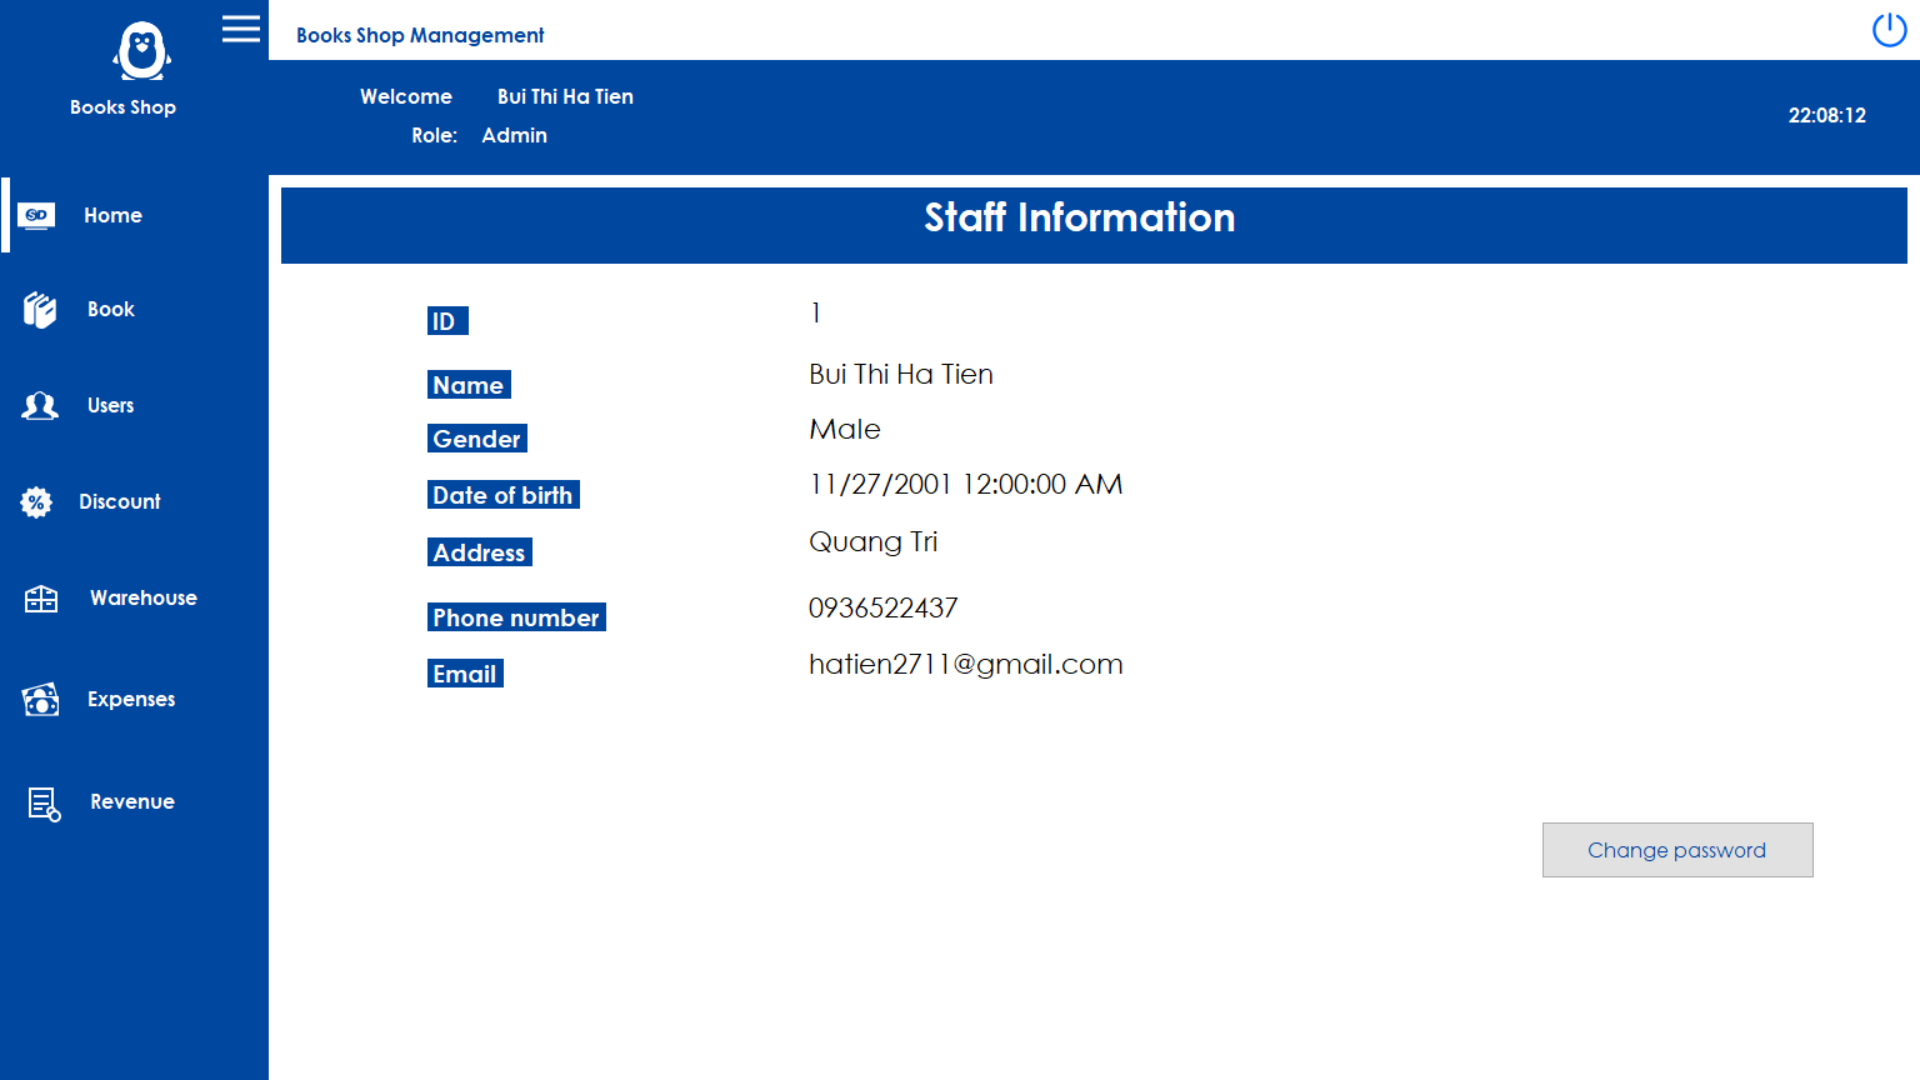 Books Shop
Books Shop Management
Welcome Bui Thi Ha Tien
Role: Admin
22:08:12
Home
Book
Users
Discount
Warehouse
Expenses
Revenue
Staff Information
ID 1
Name Bui Thi Ha Tien
Gender Male
Date of birth 11/27/2001 12:00:00 AM
Address Quang Tri
Phone number 0936522437
Email hatien2711@gmail.com
Change password